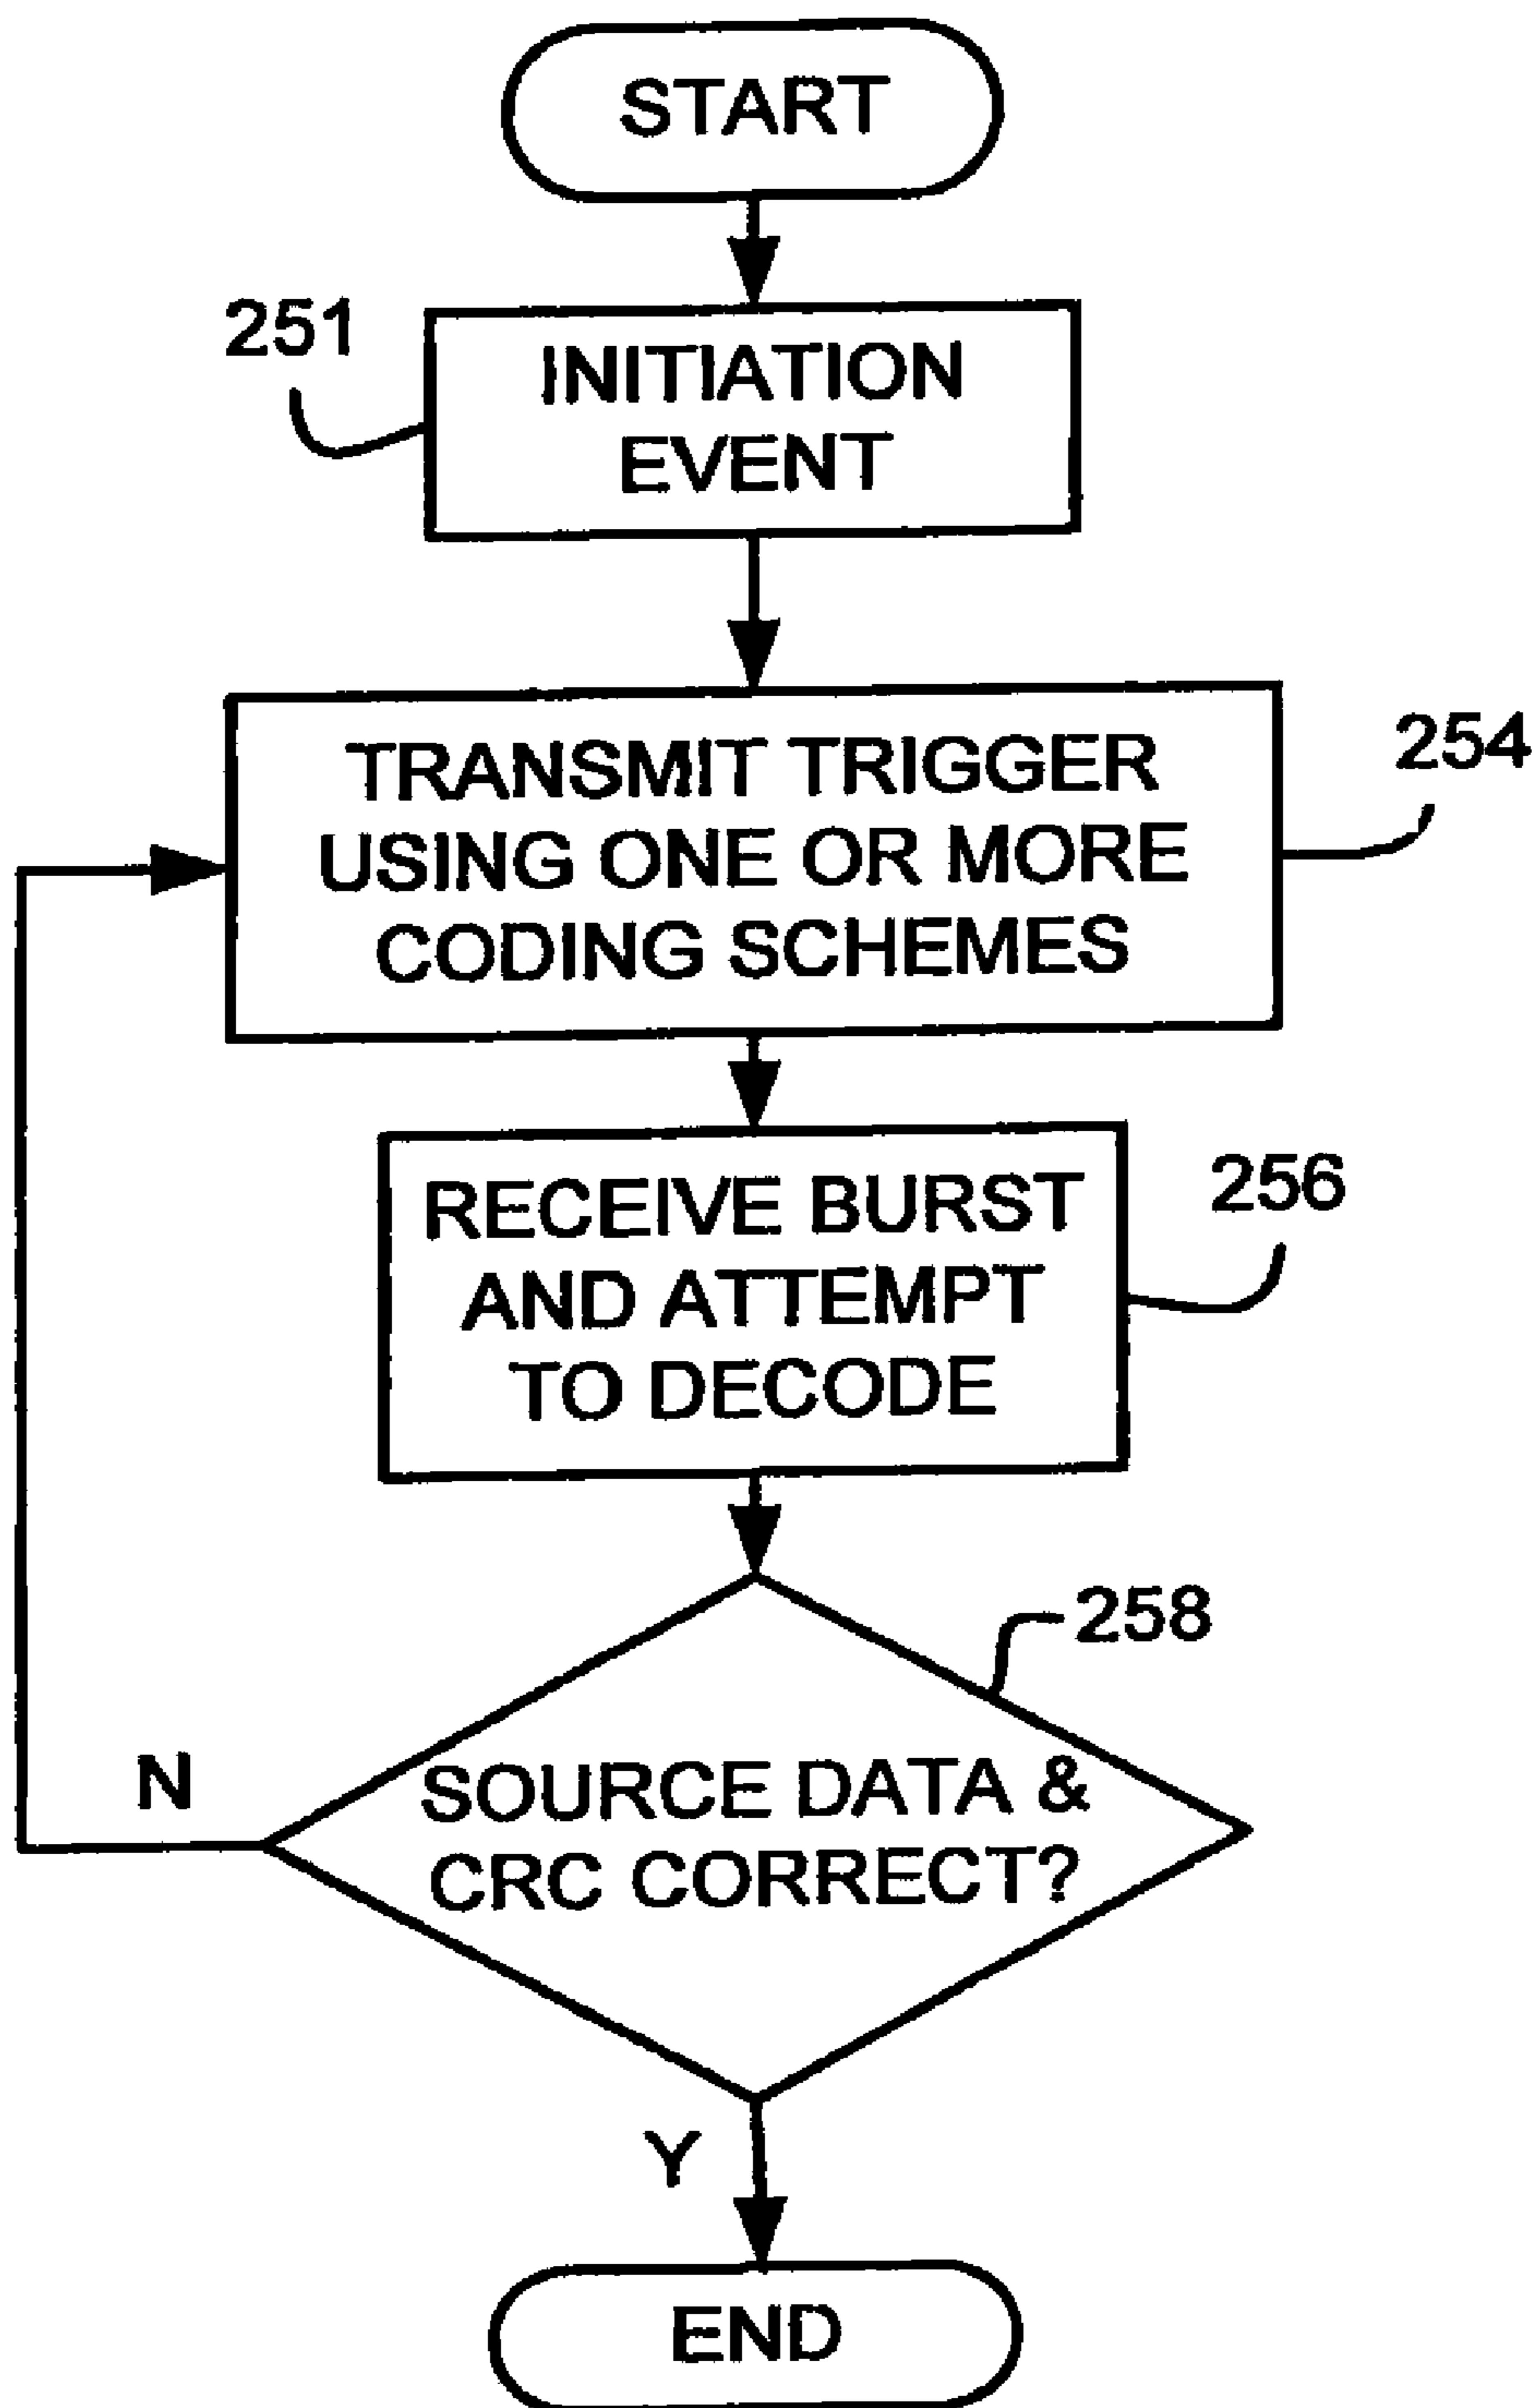 START
251
INITIATION
EVENT
254
TRANSMIT TRIGGER
USING ONE OR MORE
CODING SCHEMES
256
RECEIVE BURST
AND ATTEMPT
TO DECODE
258
N
SOURCE DATA &
CRC CORRECT?
Y
END